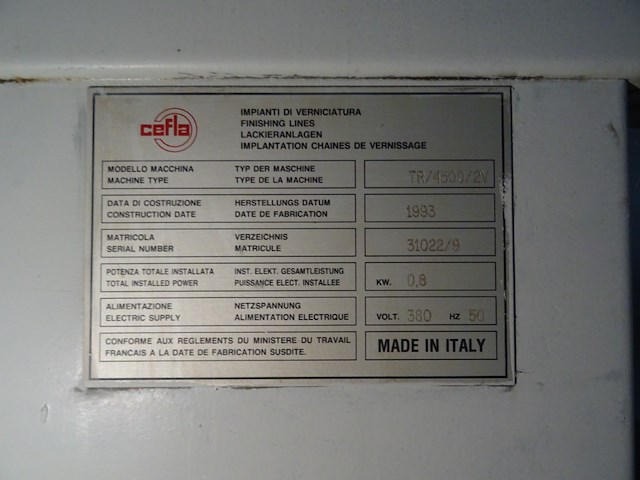 cefla
IMPIANTI DI VERNICIATURA
FINISHING LINES
LACKIERANLAGEN
IMPLANTATION CHAINES DE VERNISSAGE
MODELLO MACCHINA TYP DER MASCHINE
MACHINE TYPE TYPE DE LA MACHINE
TR/4500/2V
DATA DI COSTRUZIONE HERSTELLUNGS DATUM
CONSTRUCTION DATE DATE DE FABRICATION
1993
MATRICOLA VERZEICHNIS
SERIAL NUMBER MATRICULE
31022/9
POTENZA TOTALE INSTALLATA INST. ELEKT. GESAMTLEISTUNG
TOTAL INSTALLED POWER PUISSANCE ELECT. INSTALLEE
KW. 0,8
ALIMENTAZIONE NETZSPANNUNG
ELECTRIC SUPPLY ALIMENTATION ELECTRIQUE
VOLT. 380 HZ 50
CONFORME AUX REGLEMENTS DU MINISTERE DU TRAVAIL
FRANCAIS A LA DATE DE FABRICATION SUSDITE.
MADE IN ITALY